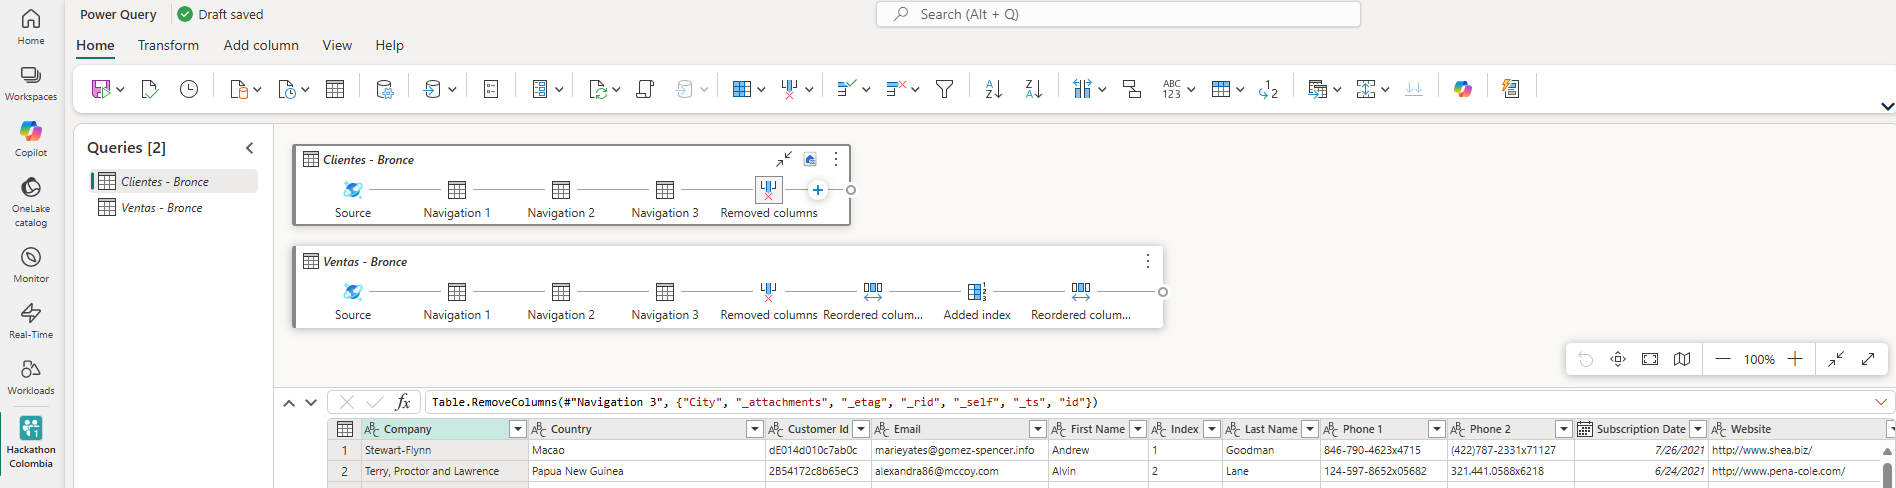 Power Query
Draft saved
Search (Alt + Q)
Home
Transform
Add column
View
Help
Home
Workspaces
Copilot
OneLake
catalog
Monitor
Real-Time
Workloads
Hackathon
Colombia
Queries [2]
Clientes - Bronce
Ventas - Bronce
Clientes - Bronce
Source
Navigation 1
Navigation 2
Navigation 3
Removed columns
Ventas - Bronce
Source
Navigation 1
Navigation 2
Navigation 3
Removed columns
Reordered colum...
Added index
Reordered colum...
100%
fx
Table.RemoveColumns(#"Navigation 3", {"City", "_attachments", "_etag", "_rid", "_self", "_ts", "id"})
Company Country Customer Id Email First Name Index Last Name Phone 1 Phone 2 Subscription Date Website
1 Stewart-Flynn Macao dE014d010c7ab0c marieyates@gomez-spencer.info Andrew 1 Goodman 846-790-4623x4715 (422)787-2331x71127 7/26/2021 http://www.shea.biz/
2 Terry, Proctor and Lawrence Papua New Guinea 2B54172c8b65eC3 alexandra86@mccoy.com Alvin 2 Lane 124-597-8652x05682 321.441.0588x6218 6/24/2021 http://www.pena-cole.com/